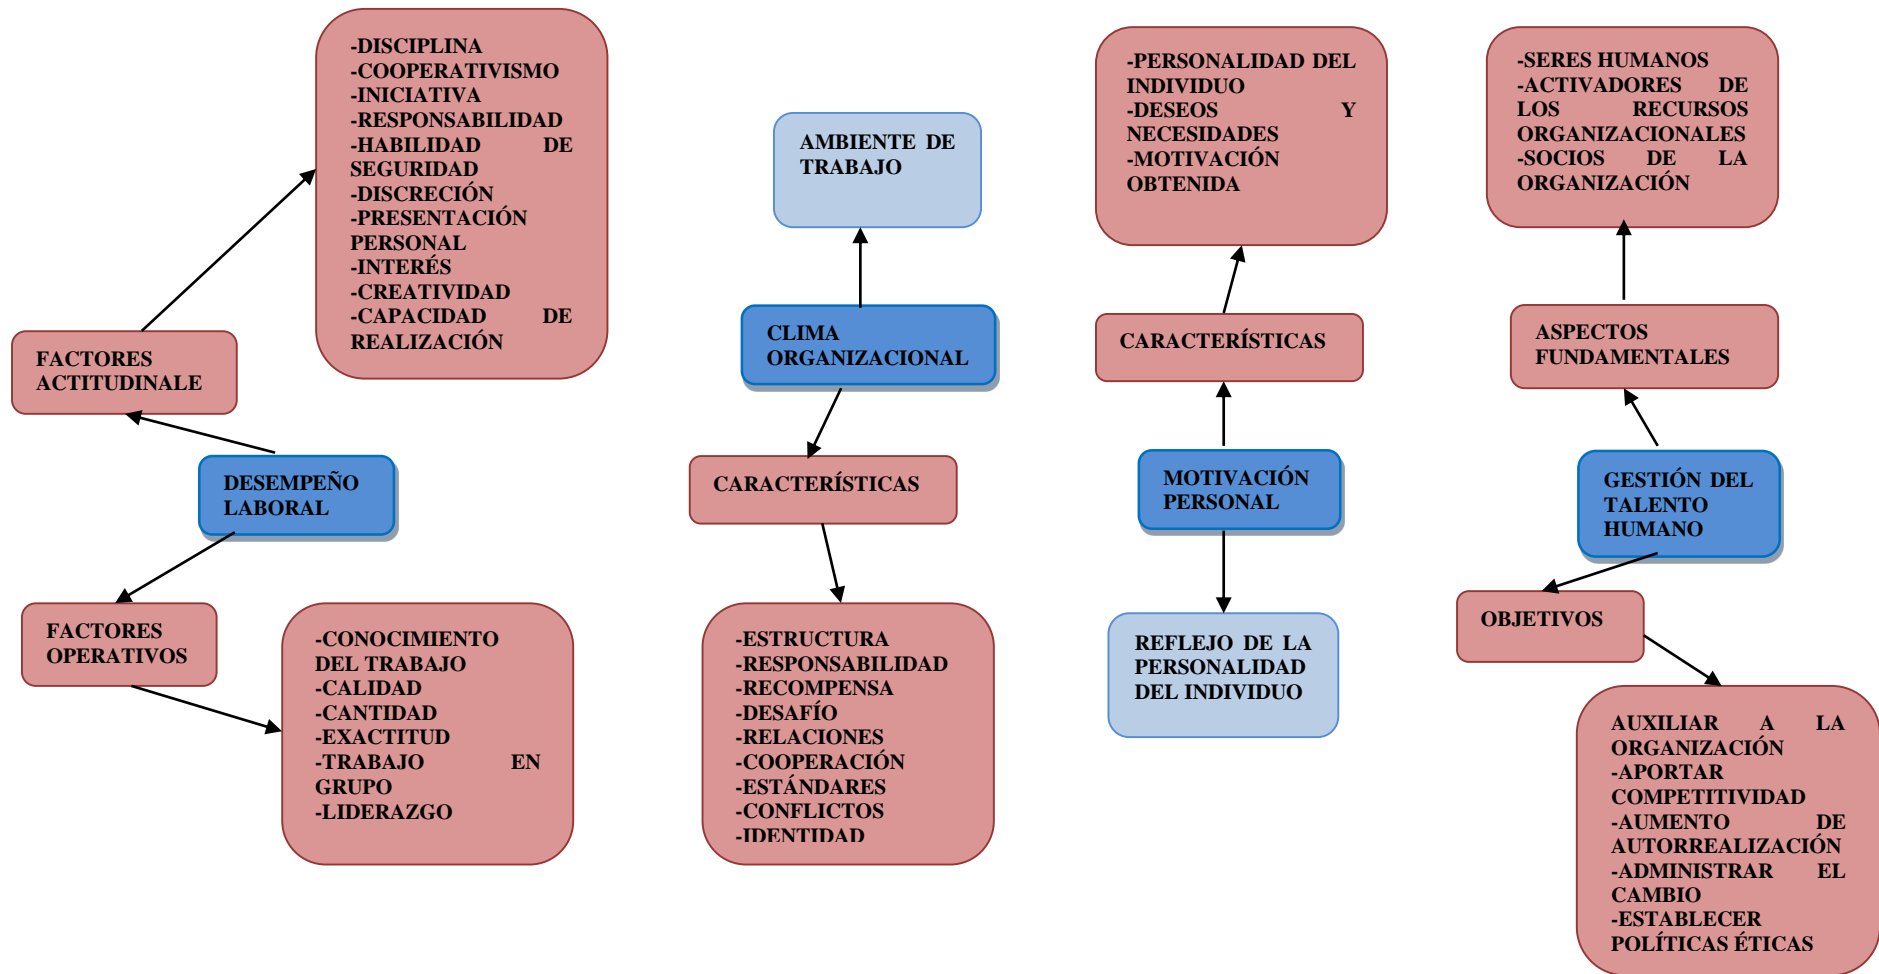 -DISCIPLINA
-COOPERATIVISMO
-INICIATIVA
-RESPONSABILIDAD
-HABILIDAD DE
SEGURIDAD
-DISCRECIÓN
-PRESENTACIÓN
PERSONAL
-INTERÉS
-CREATIVIDAD
-CAPACIDAD DE
REALIZACIÓN
FACTORES
ACTITUDINALE
DESEMPEÑO
LABORAL
FACTORES
OPERATIVOS
-CONOCIMIENTO
DEL TRABAJO
-CALIDAD
-CANTIDAD
-EXACTITUD
-TRABAJO EN
GRUPO
-LIDERAZGO
AMBIENTE DE
TRABAJO
CLIMA
ORGANIZACIONAL
CARACTERÍSTICAS
-ESTRUCTURA
-RESPONSABILIDAD
-RECOMPENSA
-DESAFÍO
-RELACIONES
-COOPERACIÓN
-ESTÁNDARES
-CONFLICTOS
-IDENTIDAD
-PERSONALIDAD DEL
INDIVIDUO
-DESEOS Y
NECESIDADES
-MOTIVACIÓN
OBTENIDA
CARACTERÍSTICAS
MOTIVACIÓN
PERSONAL
REFLEJO DE LA
PERSONALIDAD
DEL INDIVIDUO
-SERES HUMANOS
-ACTIVADORES DE
LOS RECURSOS
ORGANIZACIONALES
-SOCIOS DE LA
ORGANIZACIÓN
ASPECTOS
FUNDAMENTALES
GESTIÓN DEL
TALENTO
HUMANO
OBJETIVOS
AUXILIAR A LA
ORGANIZACIÓN
-APORTAR
COMPETITIVIDAD
-AUMENTO DE
AUTORREALIZACIÓN
-ADMINISTRAR EL
CAMBIO
-ESTABLECER
POLÍTICAS ÉTICAS